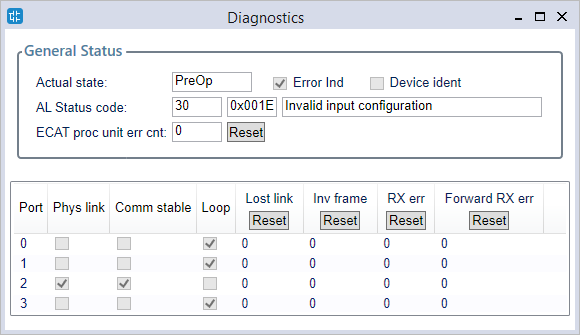 Diagnostics
General Status
Actual state: PreOp Error Ind Device ident
AL Status code: 30 0x001E Invalid input configuration
ECAT proc unit err cnt: 0 Reset
Port Phys link Comm stable Loop Lost link Inv frame RX err Forward RX err
Reset Reset Reset Reset
0 0 0 0 0
1 0 0 0 0
2 0 0 0 0
3 0 0 0 0